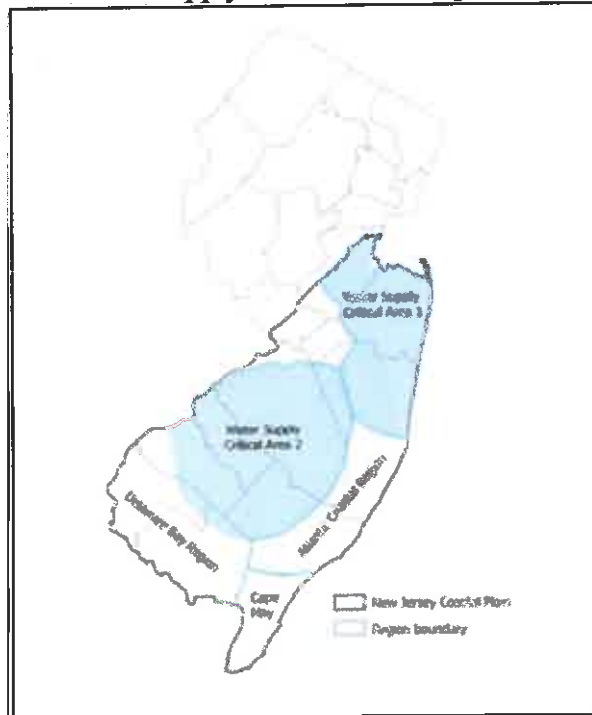 Water Supply
Critical Area 1
Water Supply
Critical Area 2
Delaware Bay Region
Atlantic Coastal Region
Cape
May
New Jersey Coastal Plain
Region boundary